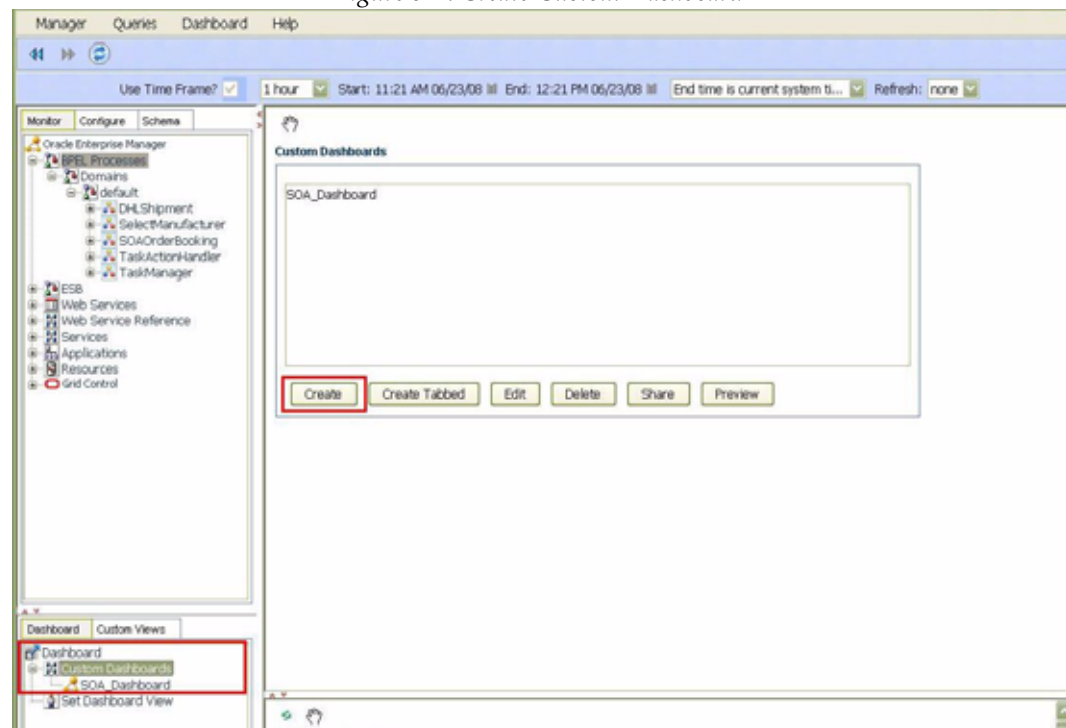 Create Custom Dashboard
Manager Queries Dashboard Help
Use Time Frame? 1 hour Start: 11:21 AM 06/23/08 End: 12:21 PM 06/23/08 End time is current system ti... Refresh: none
Monitor Configure Schema
Oracle Enterprise Manager
BPEL Processes
Domains
default
DHLShipment
SelectManufacturer
SOAOrderBooking
TaskActionHandler
TaskManager
ESB
Web Services
Web Service Reference
Services
Applications
Resources
Grid Control
Custom Dashboards
SOA_Dashboard
Create Create Tabbed Edit Delete Share Preview
Dashboard Custom Views
Dashboard
Custom Dashboards
SOA_Dashboard
Set Dashboard View